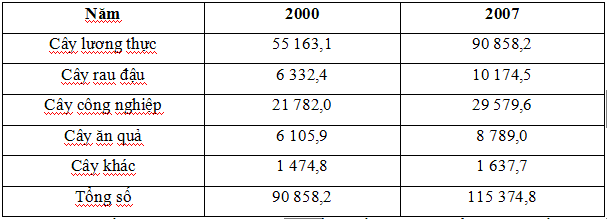 Năm 2000 2007
Cây lương thực 55 163,1 90 858,2
Cây rau đậu 6 332,4 10 174,5
Cây công nghiệp 21 782,0 29 579,6
Cây ăn quả 6 105,9 8 789,0
Cây khác 1 474,8 1 637,7
Tổng số 90 858,2 115 374,8